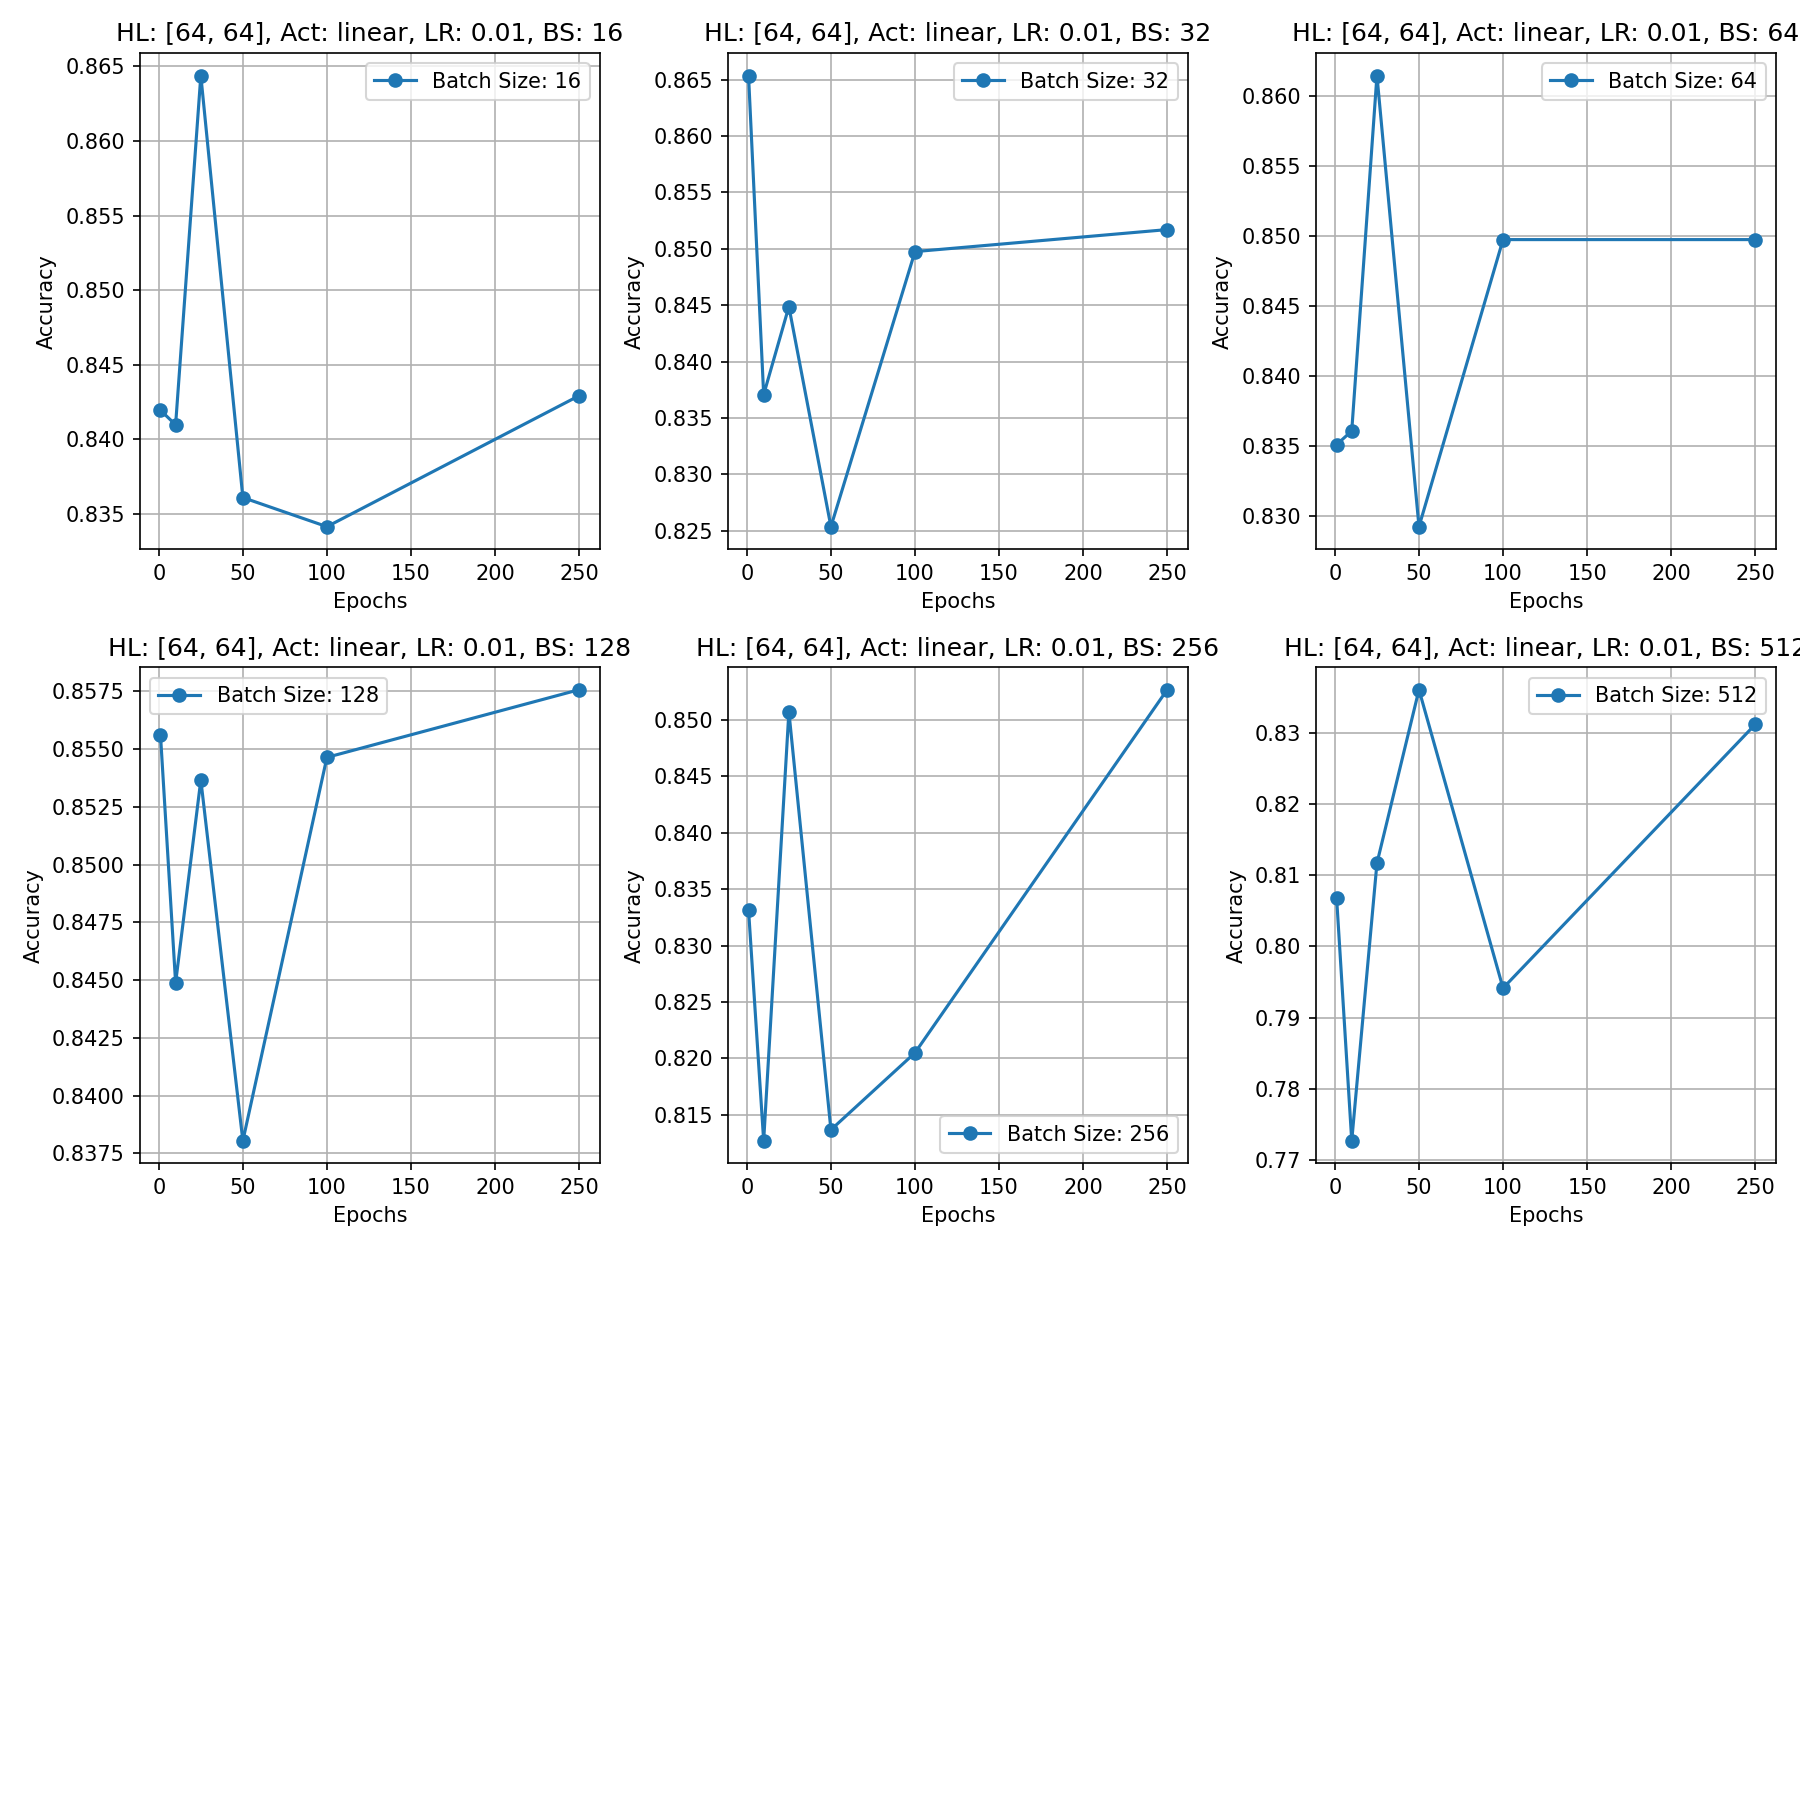 HL: [64, 64], Act: linear, LR: 0.01, BS: 16
Batch Size: 16
0.865
0.860
0.855
0.850
0.845
0.840
0.835
Accuracy
0 50 100 150 200 250
Epochs
HL: [64, 64], Act: linear, LR: 0.01, BS: 32
Batch Size: 32
0.865
0.860
0.855
0.850
0.845
0.840
0.835
0.830
0.825
Accuracy
0 50 100 150 200 250
Epochs
HL: [64, 64], Act: linear, LR: 0.01, BS: 64
Batch Size: 64
0.860
0.855
0.850
0.845
0.840
0.835
0.830
Accuracy
0 50 100 150 200 250
Epochs
HL: [64, 64], Act: linear, LR: 0.01, BS: 128
Batch Size: 128
0.8575
0.8550
0.8525
0.8500
0.8475
0.8450
0.8425
0.8400
0.8375
Accuracy
0 50 100 150 200 250
Epochs
HL: [64, 64], Act: linear, LR: 0.01, BS: 256
0.850
0.845
0.840
0.835
0.830
0.825
0.820
0.815
Batch Size: 256
Accuracy
0 50 100 150 200 250
Epochs
HL: [64, 64], Act: linear, LR: 0.01, BS: 512
Batch Size: 512
0.83
0.82
0.81
0.80
0.79
0.78
0.77
Accuracy
0 50 100 150 200 250
Epochs